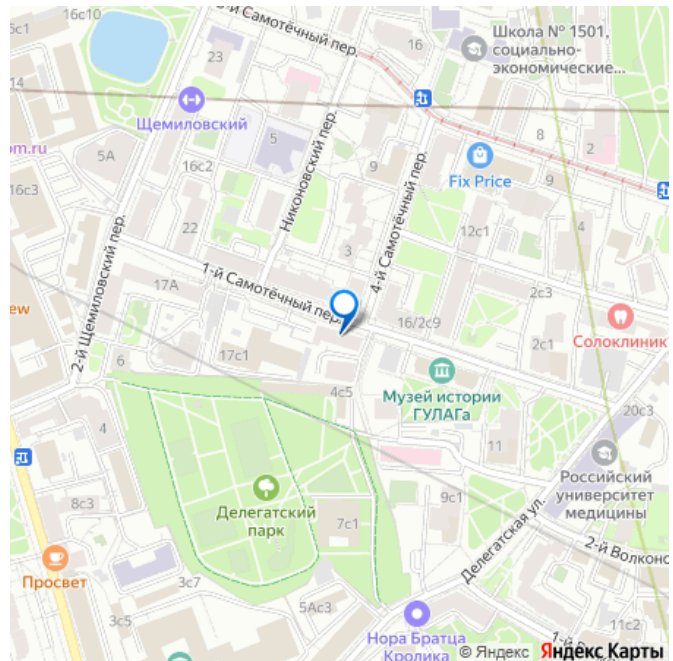 16с10
6с1
3-й Самотёчный пер.
16
Школа № 1501,
социально-
экономические...
23
Щемиловский
5А
16с2
5
Никоновский пер.
9
8
2
Fix Price
9
om.ru
16с3
22
3
4-й Самотёчный пер.
12с1
2-й Щемиловский пер.
17А
1-й Самотёчный пер.
2с3
ew
16/2с9
Солоклиник
2с1
17с1
6
4с5
Музей истории
ГУЛАГа
20с3
4
11
Российский
университет
медицины
8с3
Делегатский
парк
7с1
9с1
Делегатская ул.
2-й Волконс
Просвет
3с7
3с5
5Ас3
11с2
Нора Братца
Кролика
1-й
© Яндекс Яндекс Карты